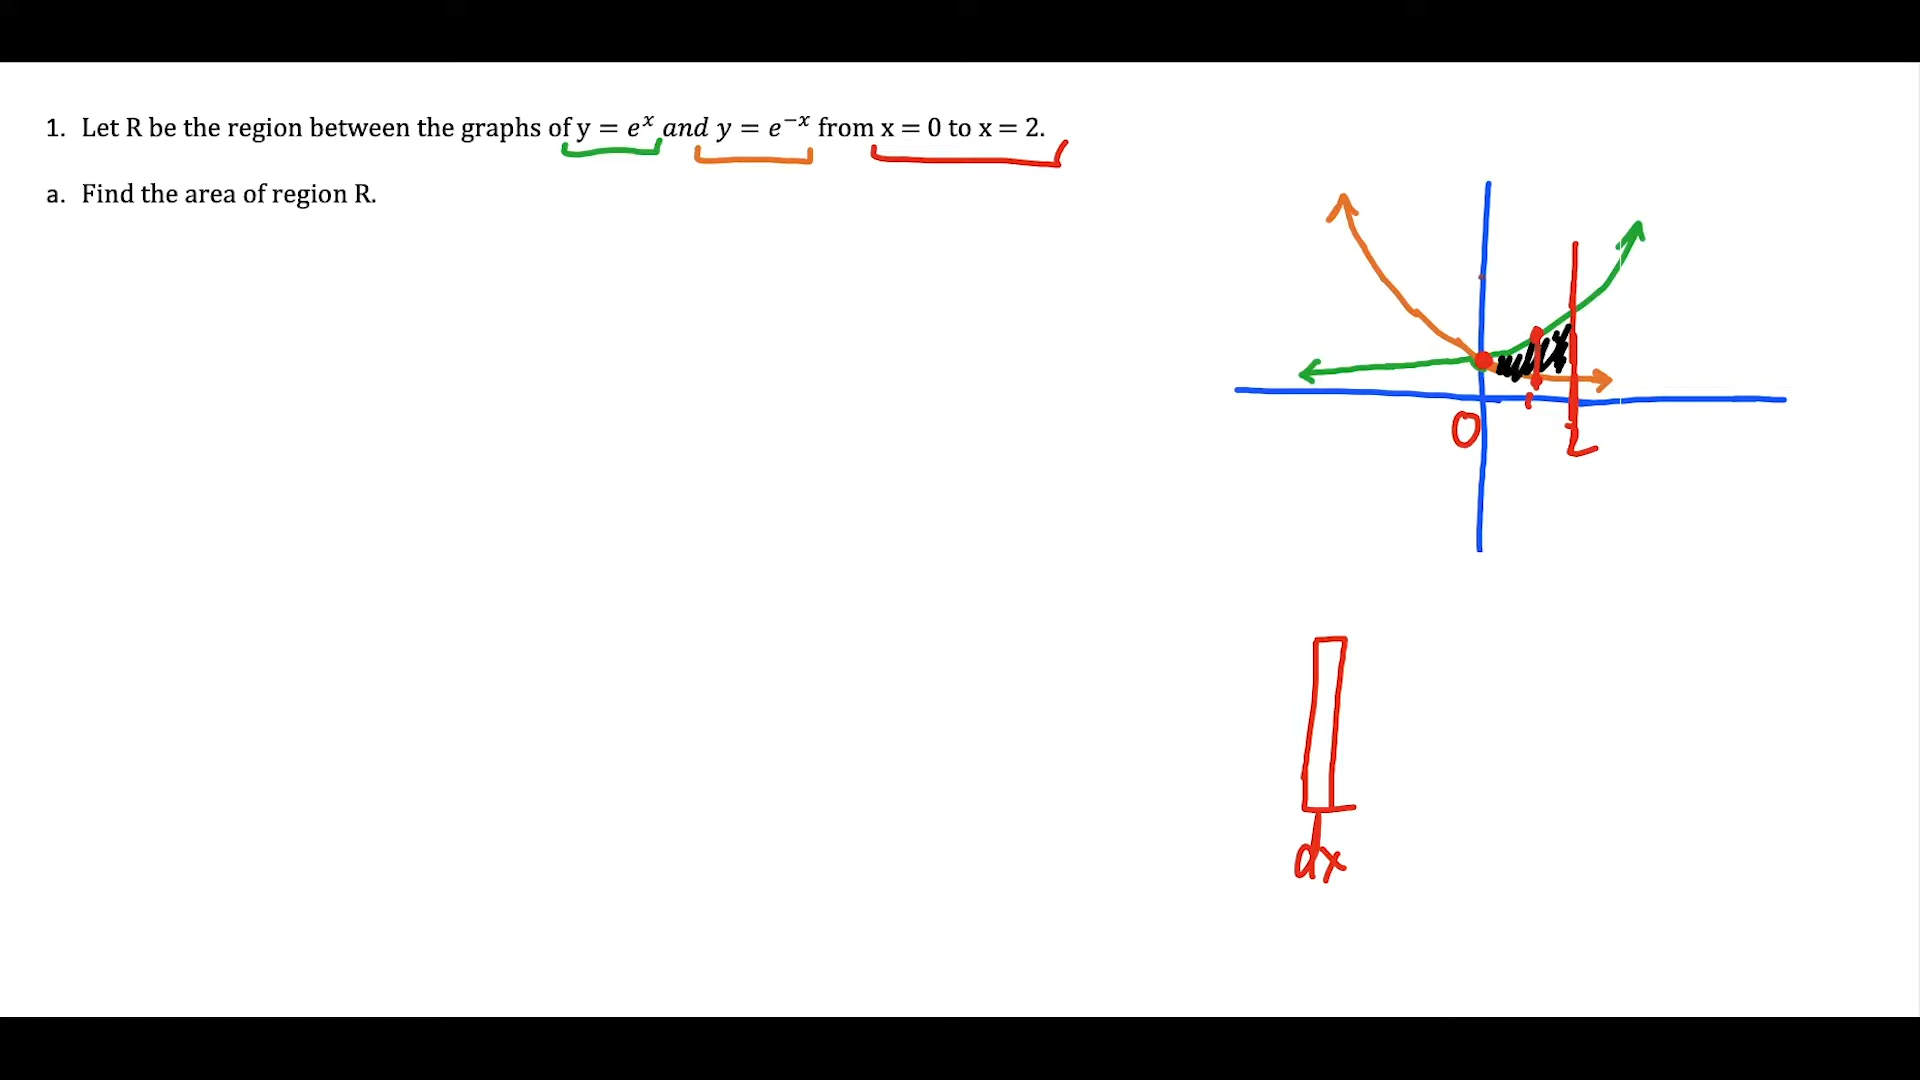 1. Let R be the region between the graphs of y = eˣ and y = e⁻ˣ from x = 0 to x = 2.
a. Find the area of region R.
0
2
dx